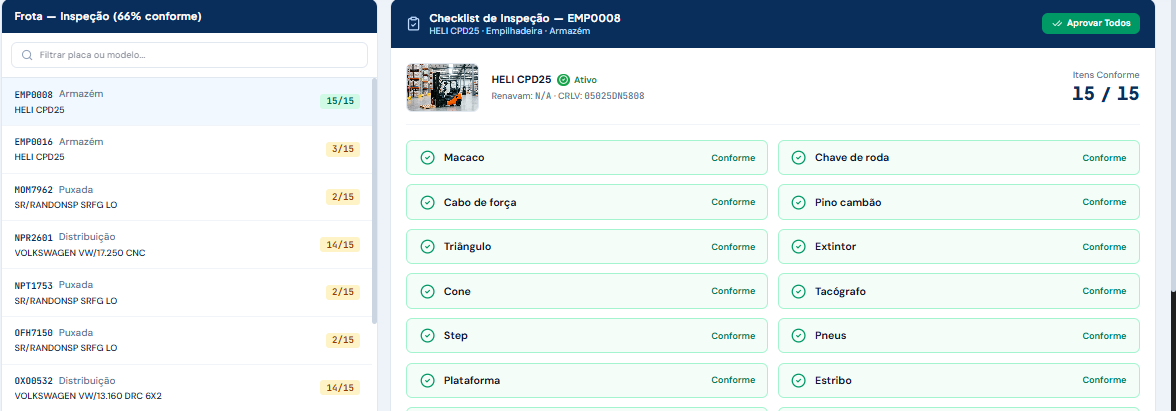 Frota — Inspeção (66% conforme)
Filtrar placa ou modelo...
EMP0008 Armazém
HELI CPD25
15/15
EMP0016 Armazém
HELI CPD25
3/15
MOM7962 Puxada
SR/RANDONSP SRFG LO
2/15
NPR2601 Distribuição
VOLKSWAGEN VW/17.250 CNC
14/15
NPT1753 Puxada
SR/RANDONSP SRFG LO
2/15
OFH7150 Puxada
SR/RANDONSP SRFG LO
2/15
OXO0532 Distribuição
VOLKSWAGEN VW/13.160 DRC 6X2
14/15
Checklist de Inspeção — EMP0008
HELI CPD25 · Empilhadeira · Armazém
Aprovar Todos
HELI CPD25 Ativo
Renavam: N/A · CRLV: 05025DN5808
Itens Conforme
15 / 15
Macaco Conforme
Chave de roda Conforme
Cabo de força Conforme
Pino cambão Conforme
Triângulo Conforme
Extintor Conforme
Cone Conforme
Tacógrafo Conforme
Step Conforme
Pneus Conforme
Plataforma Conforme
Estribo Conforme